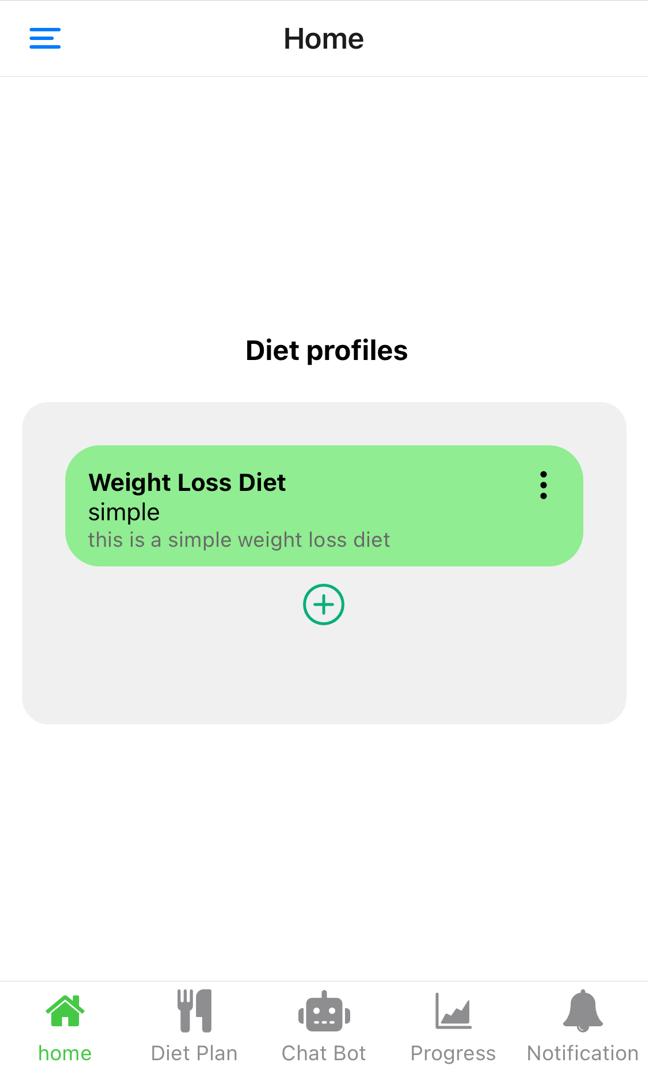 Home
Diet profiles
Weight Loss Diet
simple
this is a simple weight loss diet
home
Diet Plan
Chat Bot
Progress
Notification